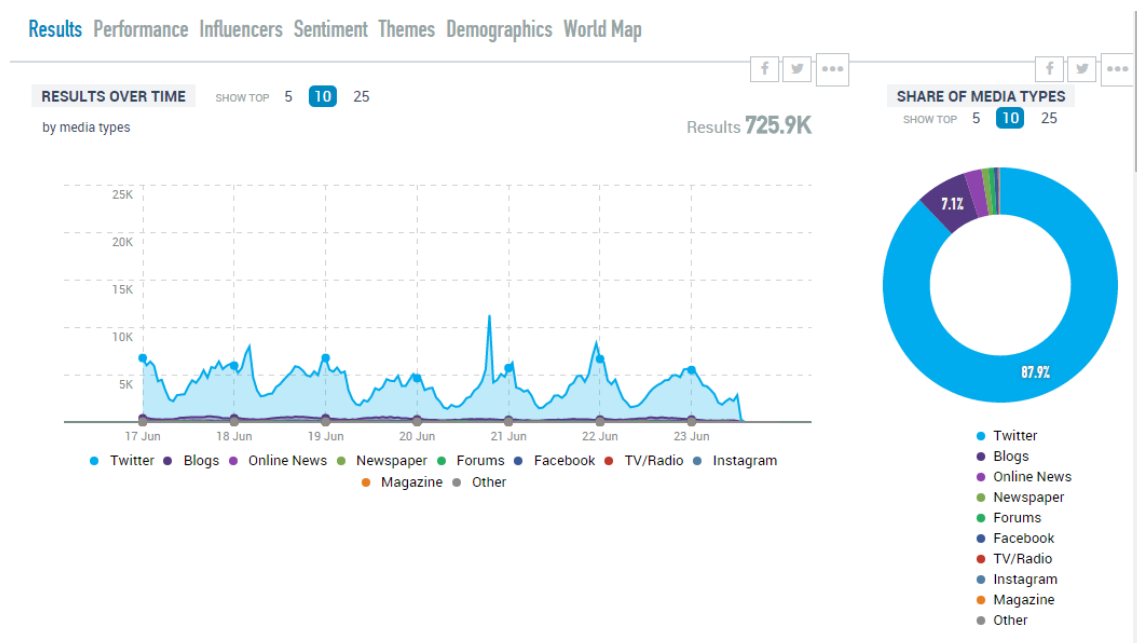 Results Performance Influencers Sentiment Themes Demographics World Map
RESULTS OVER TIME SHOW TOP 5 10 25
by media types
Results 725.9K
25K
20K
15K
10K
5K
17 Jun 18 Jun 19 Jun 20 Jun 21 Jun 22 Jun 23 Jun
Twitter Blogs Online News Newspaper Forums Facebook TV/Radio Instagram
Magazine Other
SHARE OF MEDIA TYPES
SHOW TOP 5 10 25
7.1%
87.9%
Twitter
Blogs
Online News
Newspaper
Forums
Facebook
TV/Radio
Instagram
Magazine
Other